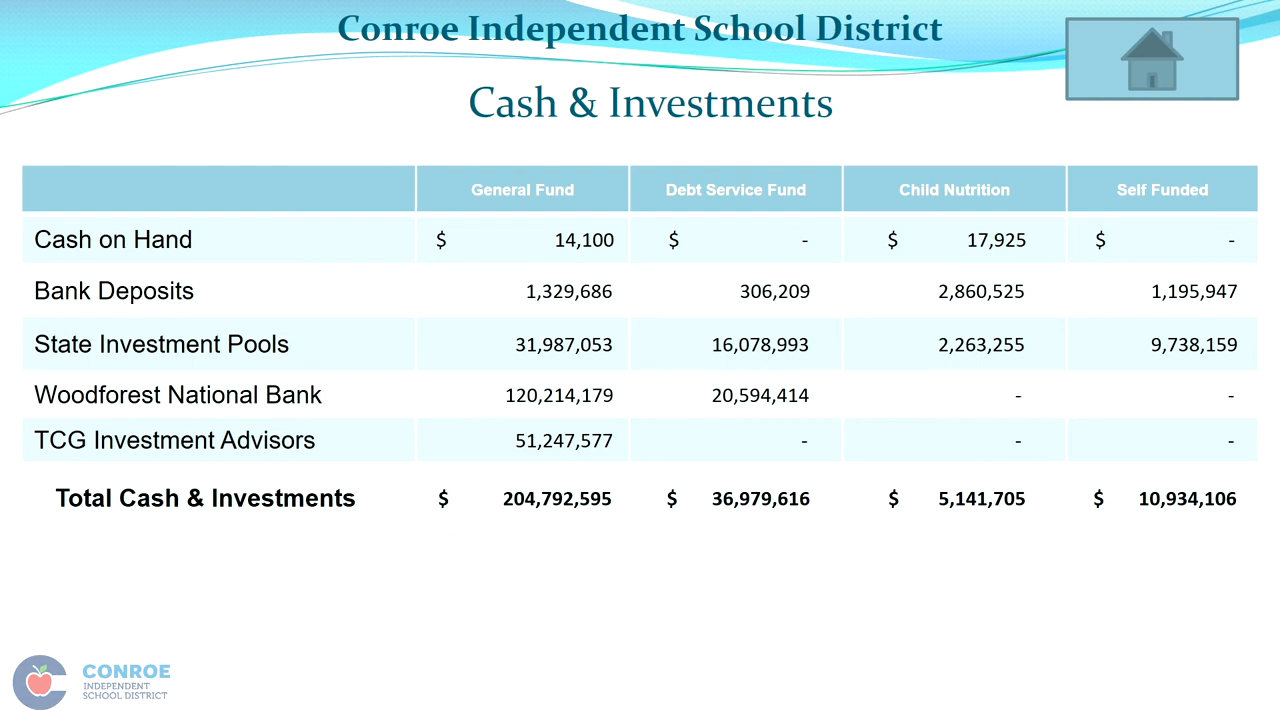 Conroe Independent School District
Cash & Investments
General Fund Debt Service Fund Child Nutrition Self Funded
Cash on Hand $ 14,100 $ - $ 17,925 $ -
Bank Deposits 1,329,686 306,209 2,860,525 1,195,947
State Investment Pools 31,987,053 16,078,993 2,263,255 9,738,159
Woodforest National Bank 120,214,179 20,594,414 - -
TCG Investment Advisors 51,247,577 - - -
Total Cash & Investments $ 204,792,595 $ 36,979,616 $ 5,141,705 $ 10,934,106
CONROE
INDEPENDENT
SCHOOL DISTRICT